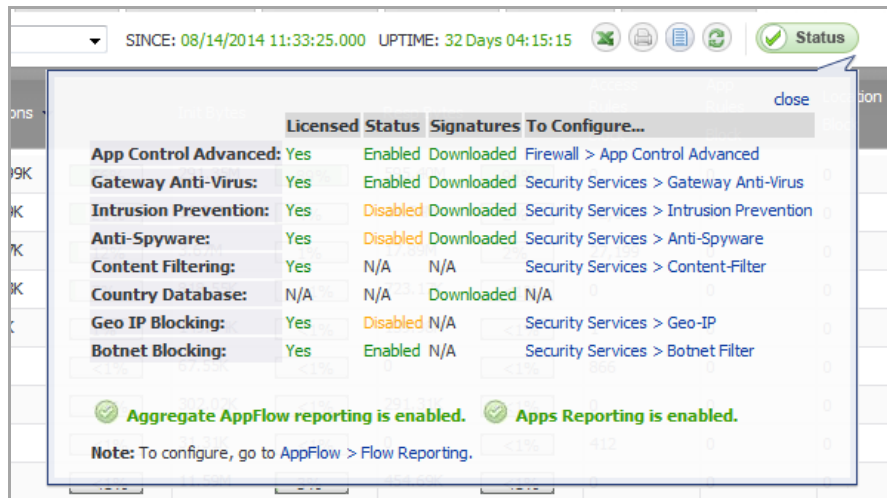 SINCE: 08/14/2014 11:33:25.000 UPTIME: 32 Days 04:15:15 Status
close
Licensed Status Signatures To Configure...
App Control Advanced: Yes Enabled Downloaded Firewall > App Control Advanced
Gateway Anti-Virus: Yes Enabled Downloaded Security Services > Gateway Anti-Virus
Intrusion Prevention: Yes Disabled Downloaded Security Services > Intrusion Prevention
Anti-Spyware: Yes Disabled Downloaded Security Services > Anti-Spyware
Content Filtering: Yes N/A N/A Security Services > Content-Filter
Country Database: N/A N/A Downloaded N/A
Geo IP Blocking: Yes Disabled N/A Security Services > Geo-IP
Botnet Blocking: Yes Enabled N/A Security Services > Botnet Filter
Aggregate AppFlow reporting is enabled. Apps Reporting is enabled.
Note: To configure, go to AppFlow > Flow Reporting.